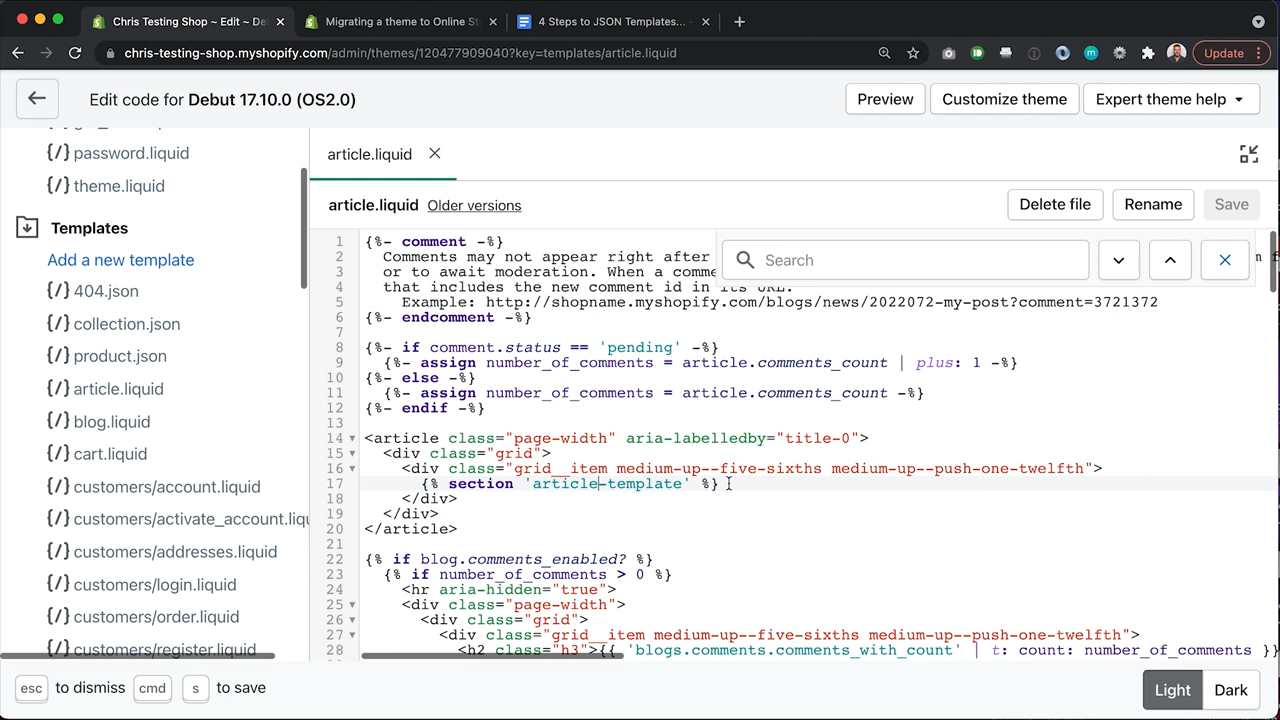 Chris Testing Shop ~ Edit ~ De
Migrating a theme to Online St
4 Steps to JSON Templates...
chris-testing-shop.myshopify.com/admin/themes/120477909040?key=templates/article.liquid
Update
Edit code for Debut 17.10.0 (OS2.0)
Preview
Customize theme
Expert theme help
{/} password.liquid
{/} theme.liquid
Templates
Add a new template
{/} 404.json
{/} collection.json
{/} product.json
{/} article.liquid
{/} blog.liquid
{/} cart.liquid
{/} customers/account.liquid
{/} customers/activate_account.liqu
{/} customers/addresses.liquid
{/} customers/login.liquid
{/} customers/order.liquid
{/} customers/register.liquid
article.liquid
article.liquid Older versions
Delete file
Rename
Save
Search
1 {%- comment -%}
2 Comments may not appear right after
3 or to await moderation. When a comme
4 that includes the new comment id in its URL.
5 Example: http://shopname.myshopify.com/blogs/news/2022072-my-post?comment=3721372
6 {%- endcomment -%}
7
8 {%- if comment.status == 'pending' -%}
9 {%- assign number_of_comments = article.comments_count | plus: 1 -%}
10 {%- else -%}
11 {%- assign number_of_comments = article.comments_count -%}
12 {%- endif -%}
13
14 <article class="page-width" aria-labelledby="title-0">
15 <div class="grid">
16 <div class="grid__item medium-up--five-sixths medium-up--push-one-twelfth">
17 {% section 'article-template' %}
18 </div>
19 </div>
20 </article>
21
22 {% if blog.comments_enabled? %}
23 {% if number_of_comments > 0 %}
24 <hr aria-hidden="true">
25 <div class="page-width">
26 <div class="grid">
27 <div class="grid__item medium-up--five-sixths medium-up--push-one-twelfth">
28 <h2 class="h3">{{ 'blogs.comments.comments_with_count' | t: count: number_of_comments }}
esc to dismiss cmd s to save
Light
Dark